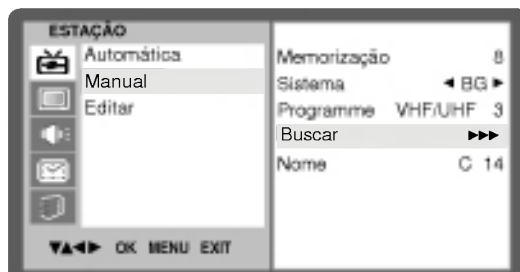 ESTAÇÃO
Automática
Manual
Editar
Memorização 8
Sistema ◄ BG ►
Programme VHF/UHF 3
Buscar ►►►
Nome C 14
▼▲◄► OK MENU EXIT